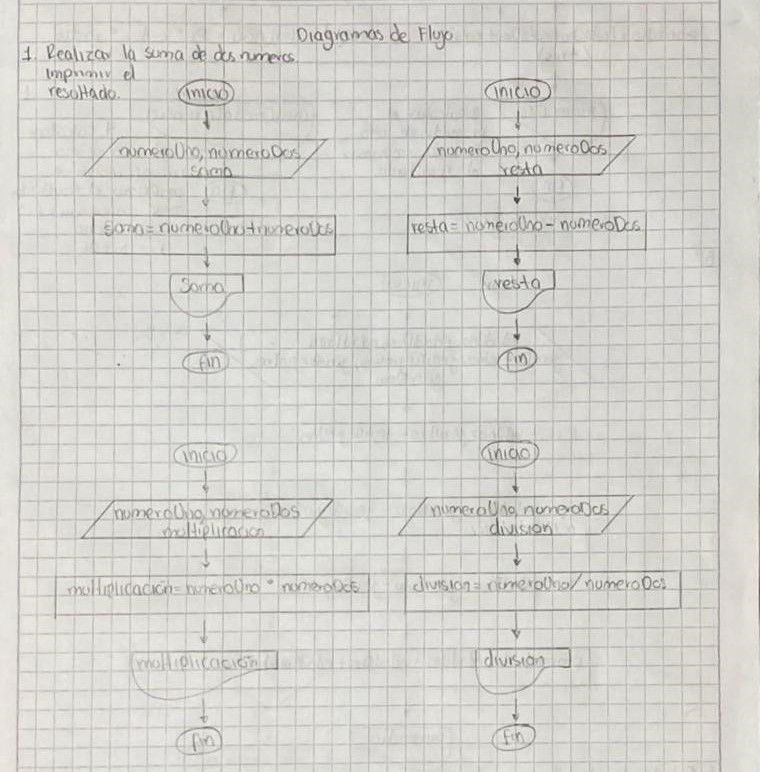 Diagramas de Flujo
1. Realizar la suma de dos numeros.
imprimir el
resultado.
inicio
numeroUno, numeroDos
suma
suma = numeroUno + numeroDos
Suma
fin
inicio
numeroUno, numeroDos
resta
resta = numeroUno - numeroDos
resta
fin
inicio
numeroUno, numeroDos
multiplicacion
multiplicación = numeroUno * numeroDos
multiplicación
fin
inicio
numeroUno, numeroDos
division
division = numeroUno / numeroDos
division
fin